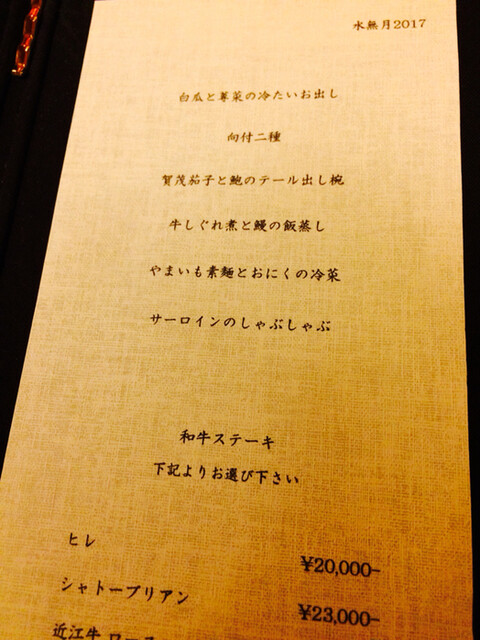 水無月2017
白瓜と蓴菜の冷たいお出し
向付二種
賀茂茄子と鮑のテール出し椀
牛しぐれ煮と鰻の飯蒸し
やまいも素麺とおにくの冷菜
サーロインのしゃぶしゃぶ
和牛ステーキ
下記よりお選び下さい
ヒレ
¥20,000-
シャトーブリアン
¥23,000-
近江牛 ロース